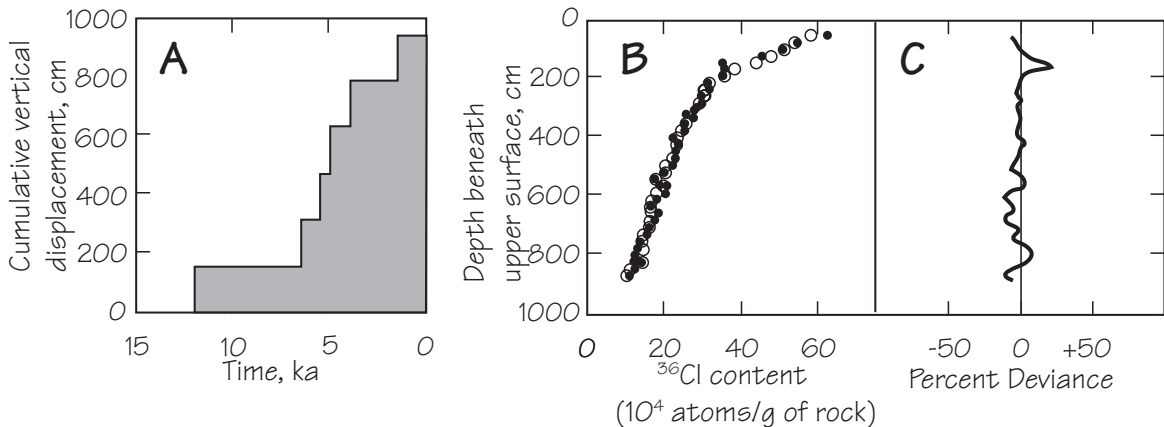 A
B
C
1000
800
600
400
200
0
Cumulative vertical
displacement, cm
15
10
5
0
Time, ka
0
200
400
600
800
1000
Depth beneath
upper surface, cm
0
20
40
60
³⁶Cl content
(10⁴ atoms/g of rock)
-50
0
+50
Percent Deviance